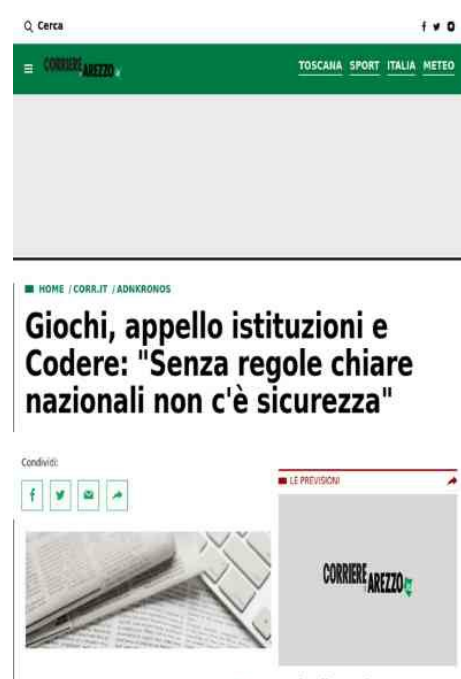 Cerca
CORRIERE AREZZO
TOSCANA SPORT ITALIA METEO
HOME / CORR.IT / ADNKRONOS
Giochi, appello istituzioni e
Codere: "Senza regole chiare
nazionali non c'è sicurezza"
Condividi:
LE PREVISIONI
CORRIERE AREZZO